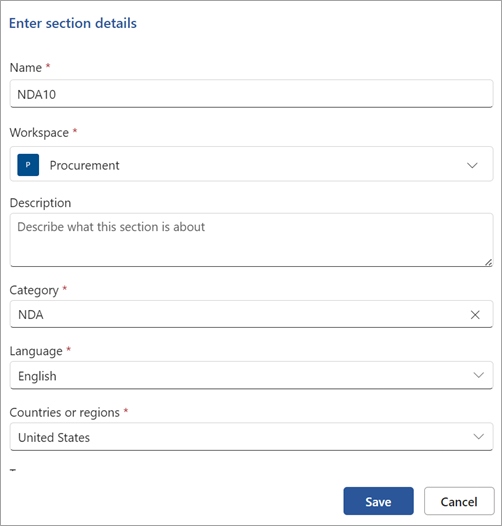 Enter section details
Name *
NDA10
Workspace *
P Procurement
Description
Describe what this section is about
Category *
NDA
Language *
English
Countries or regions *
United States
Save Cancel